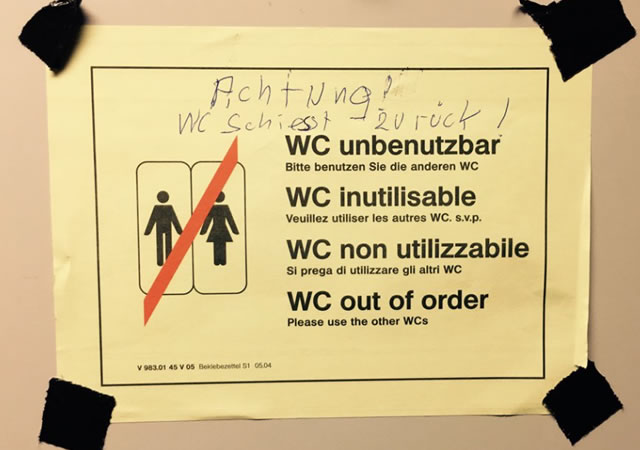 Achtung!
WC schiesst zurück!
WC unbenutzbar
Bitte benutzen Sie die anderen WC
WC inutilisable
Veuillez utiliser les autres WC. s.v.p.
WC non utilizzabile
Si prega di utilizzare gli altri WC
WC out of order
Please use the other WCs
V 983.01 45 V 05 Beklebezettel S1 05.04